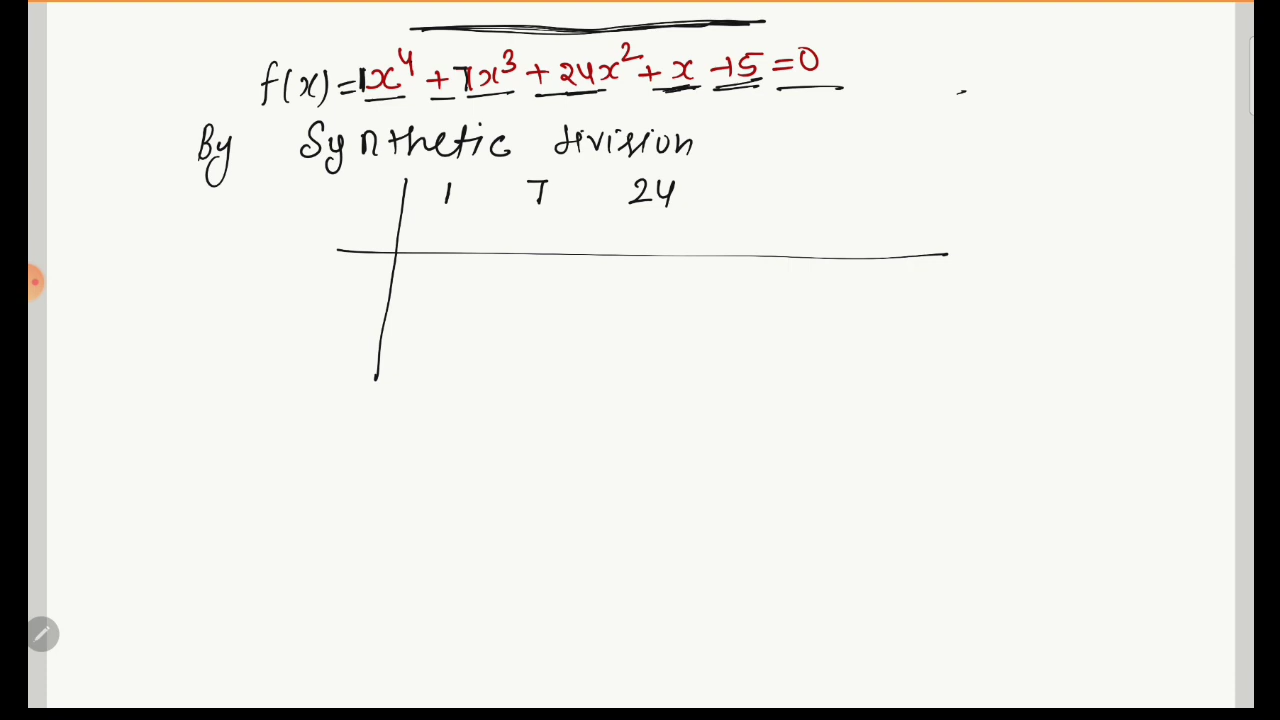 f(x)=1x⁴+7x³+24x²+x-15=0
By Synthetic division
1 7 24